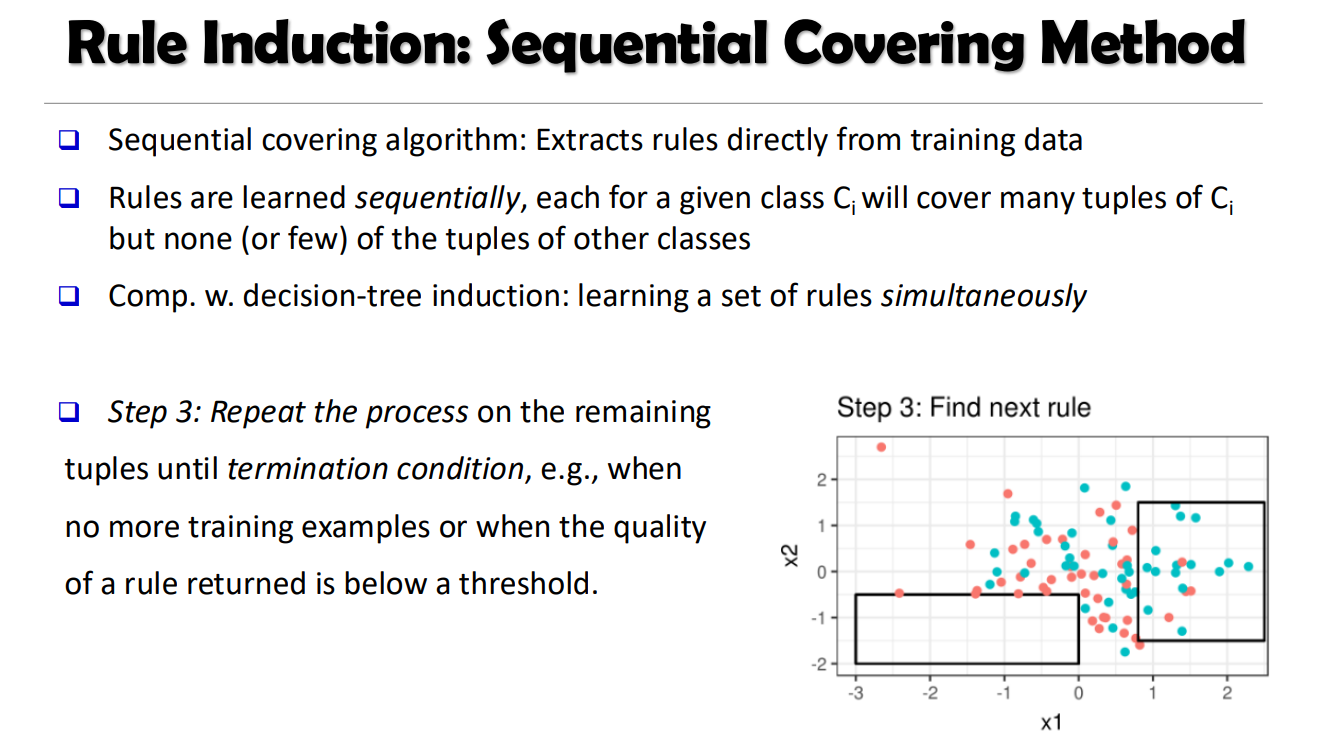 Rule Induction: Sequential Covering Method
❑ Sequential covering algorithm: Extracts rules directly from training data
❑ Rules are learned sequentially, each for a given class Ci will cover many tuples of Ci
but none (or few) of the tuples of other classes
❑ Comp. w. decision-tree induction: learning a set of rules simultaneously
❑ Step 3: Repeat the process on the remaining
tuples until termination condition, e.g., when
no more training examples or when the quality
of a rule returned is below a threshold.
Step 3: Find next rule
2
1
0
-1
-2
x2
-3 -2 -1 0 1 2
x1